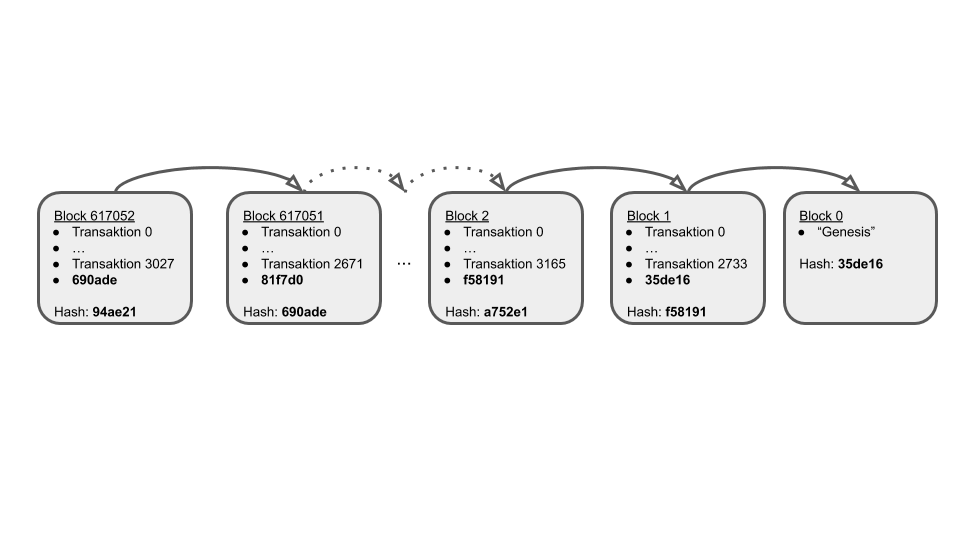 Block 617052
● Transaktion 0
● ...
● Transaktion 3027
● 690ade
Hash: 94ae21
Block 617051
● Transaktion 0
● ...
● Transaktion 2671
● 81f7d0
Hash: 690ade
...
Block 2
● Transaktion 0
● ...
● Transaktion 3165
● f58191
Hash: a752e1
Block 1
● Transaktion 0
● ...
● Transaktion 2733
● 35de16
Hash: f58191
Block 0
● “Genesis”
Hash: 35de16